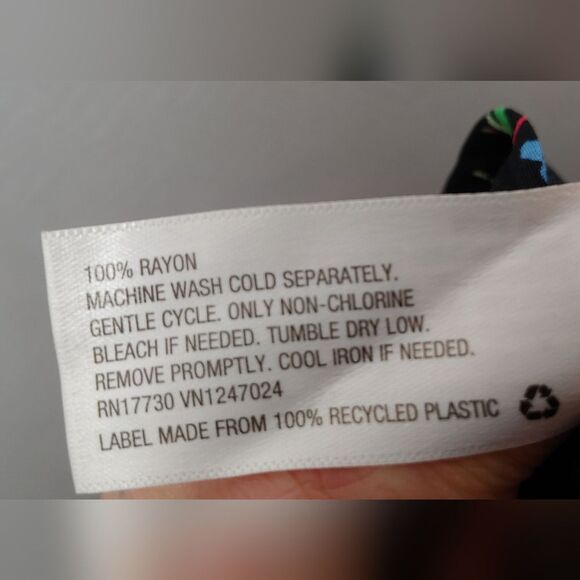 100% RAYON
MACHINE WASH COLD SEPARATELY.
GENTLE CYCLE. ONLY NON-CHLORINE
BLEACH IF NEEDED. TUMBLE DRY LOW.
REMOVE PROMPTLY. COOL IRON IF NEEDED.
RN17730 VN1247024
LABEL MADE FROM 100% RECYCLED PLASTIC